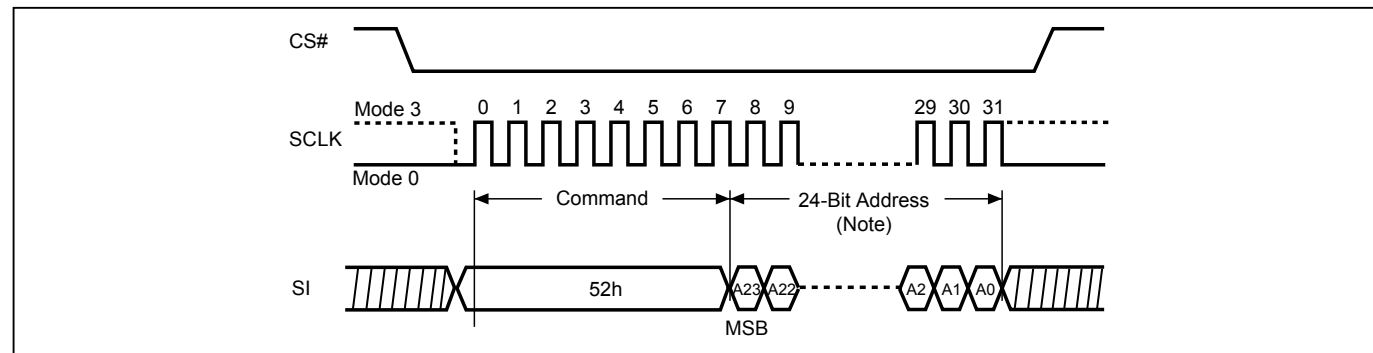 CS#
Mode 3
0 1 2 3 4 5 6 7 8 9 29 30 31
SCLK
Mode 0
Command
24-Bit Address
(Note)
SI
52h
A23 A22 A2 A1 A0
MSB